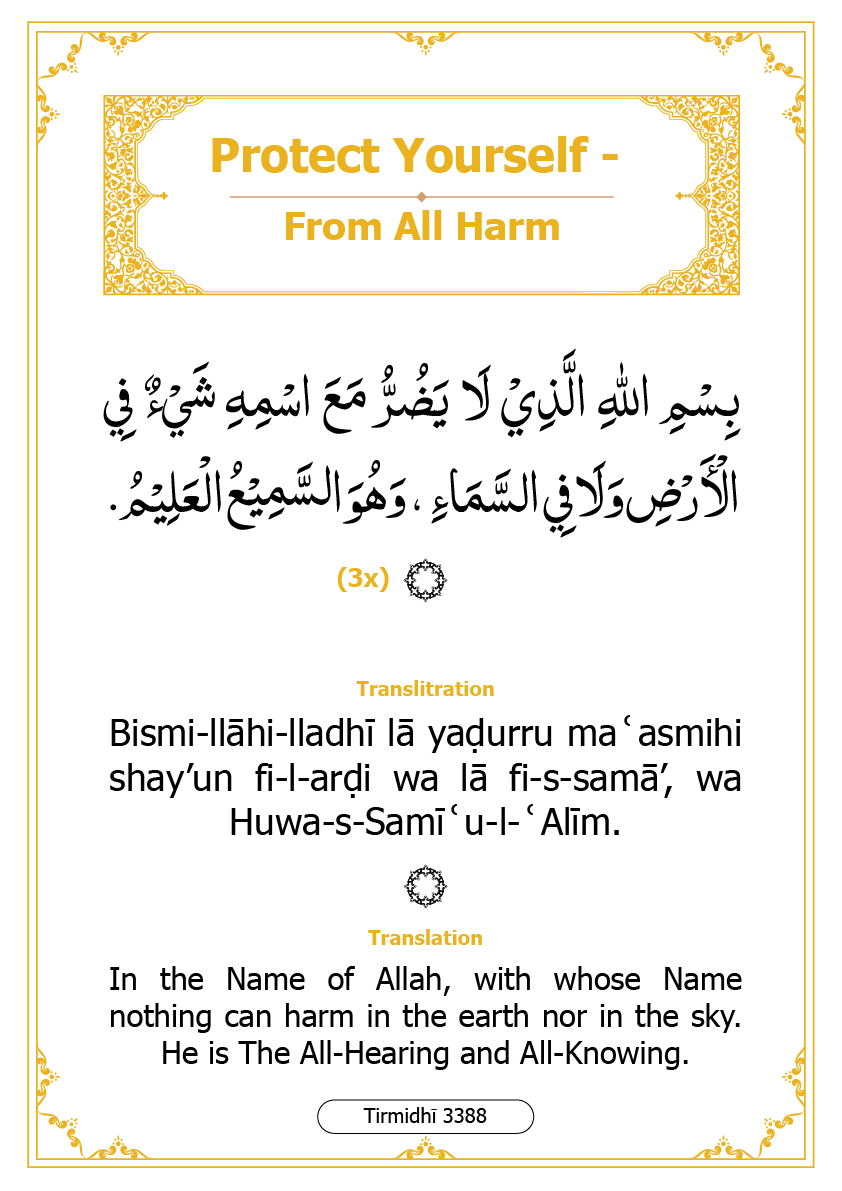 Protect Yourself -
From All Harm
بِسْمِ اللهِ الَّذِيْ لَا يَضُرُّ مَعَ اسْمِهِ شَيْءٌ فِي
الْأَرْضِ وَلَا فِي السَّمَاءِ ، وَهُوَ السَّمِيْعُ الْعَلِيْمُ.
(3x)
Translitration
Bismi-llāhi-lladhī lā yaḍurru maʿasmihi
shay’un fi-l-arḍi wa lā fi-s-samā’, wa
Huwa-s-Samīʿu-l-ʿAlīm.
Translation
In the Name of Allah, with whose Name
nothing can harm in the earth nor in the sky.
He is The All-Hearing and All-Knowing.
Tirmidhī 3388